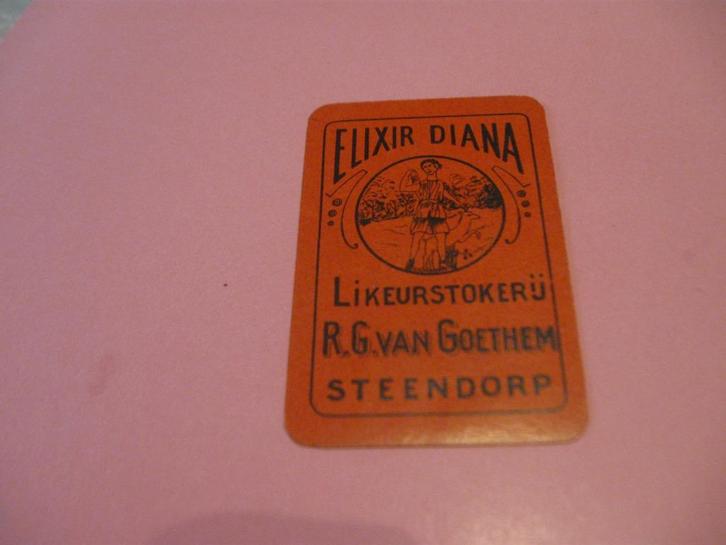 ELIXIR DIANA
LIKEURSTOKERIJ
R.G. VAN GOETHEM
STEENDORP